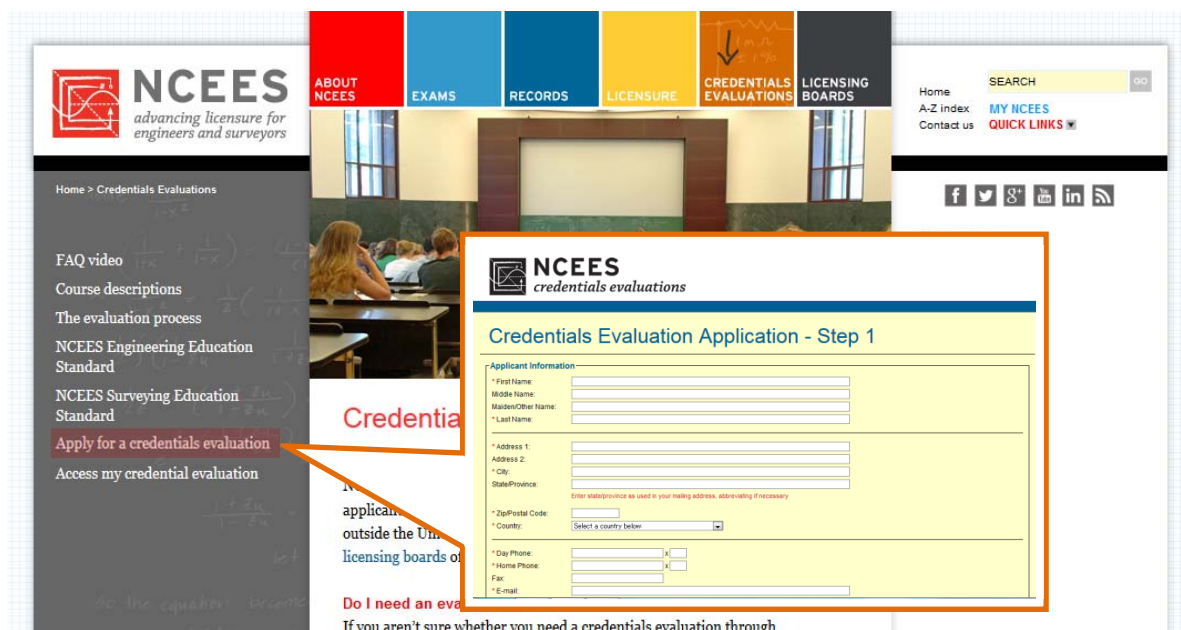 NCEES
advancing licensure for
engineers and surveyors
ABOUT
NCEES
EXAMS
RECORDS
LICENSURE
CREDENTIALS
EVALUATIONS
LICENSING
BOARDS
Home
A-Z index
Contact us
SEARCH
GO
MY NCEES
QUICK LINKS
Home > Credentials Evaluations
FAQ video
Course descriptions
The evaluation process
NCEES Engineering Education
Standard
NCEES Surveying Education
Standard
Apply for a credentials evaluation
Access my credential evaluation
So the equation become
Credentia
applican
outside the Un
licensing boards of
Do I need an eva
If you aren't sure whether you need a credentials evaluation through
NCEES
credentials evaluations
Credentials Evaluation Application - Step 1
Applicant Information
* First Name:
Middle Name:
Maiden/Other Name:
* Last Name:
* Address 1:
Address 2:
* City:
State/Province:
Enter state/province as used in your mailing address, abbreviating if necessary
* Zip/Postal Code:
* Country: Select a country below
* Day Phone: x
* Home Phone: x
Fax:
* E-mail: